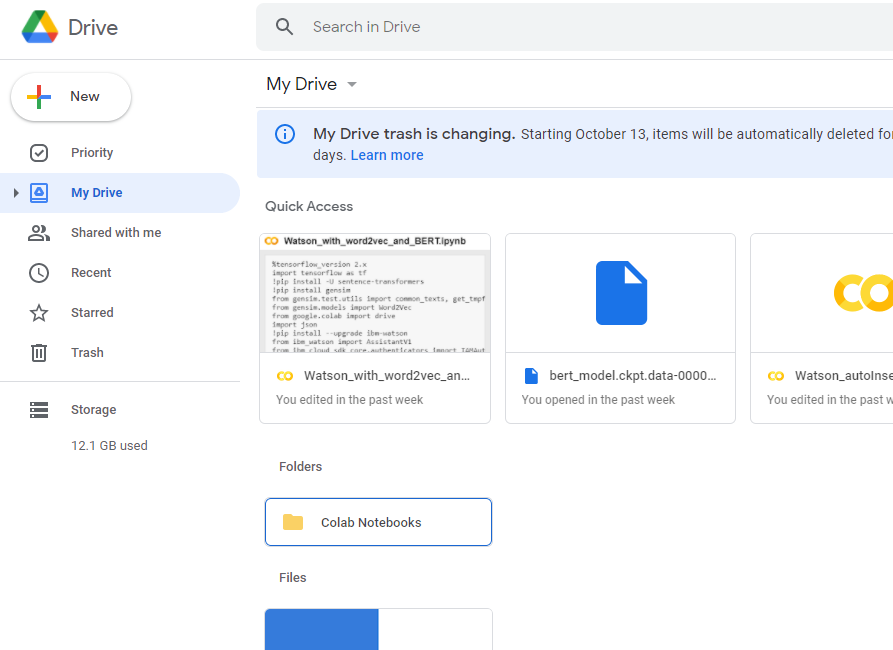 Drive
Search in Drive
New
Priority
My Drive
Shared with me
Recent
Starred
Trash
Storage
12.1 GB used
My Drive
My Drive trash is changing. Starting October 13, items will be automatically deleted
days. Learn more
Quick Access
Watson_with_word2vec_and_BERT.ipynb
%tensorflow_version 2.x
import tensorflow as tf
!pip install -U sentence-transformers
!pip install gensim
from gensim.test.utils import common_texts, get_tmpf
from gensim.models import Word2Vec
from google.colab import drive
import json
!pip install --upgrade ibm-watson
from ibm_watson import AssistantV1
from ibm_cloud_sdk_core.authenticators import IAMAut
Watson_with_word2vec_an...
You edited in the past week
bert_model.ckpt.data-0000...
You opened in the past week
Watson_autoInse
You edited in the past w
Folders
Colab Notebooks
Files